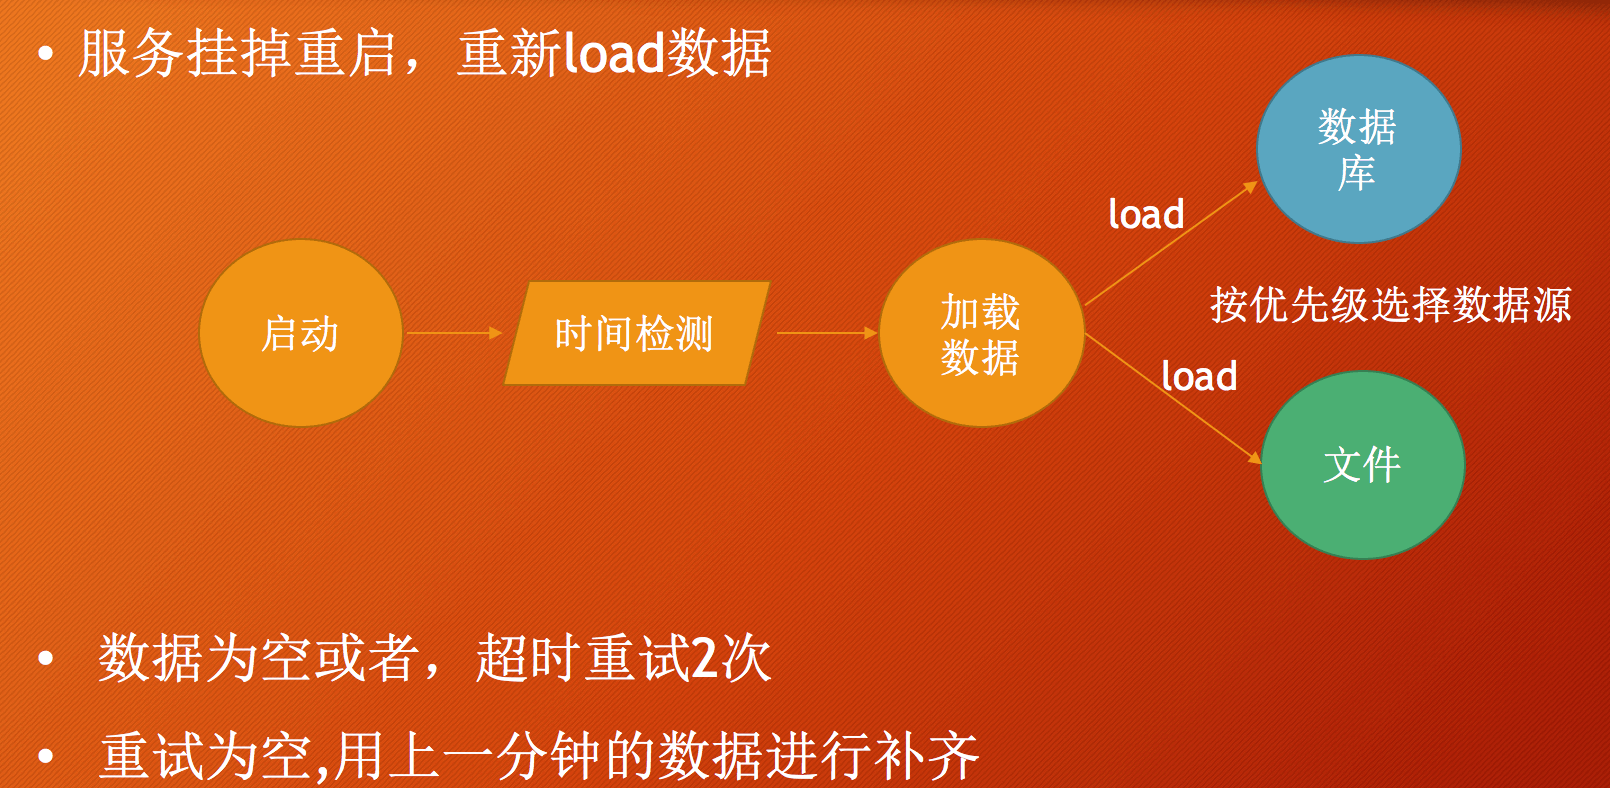 • 服务挂掉重启，重新load数据
数据
库
load
启动
时间检测
加载
数据
按优先级选择数据源
load
文件
• 数据为空或者，超时重试2次
• 重试为空,用上一分钟的数据进行补齐